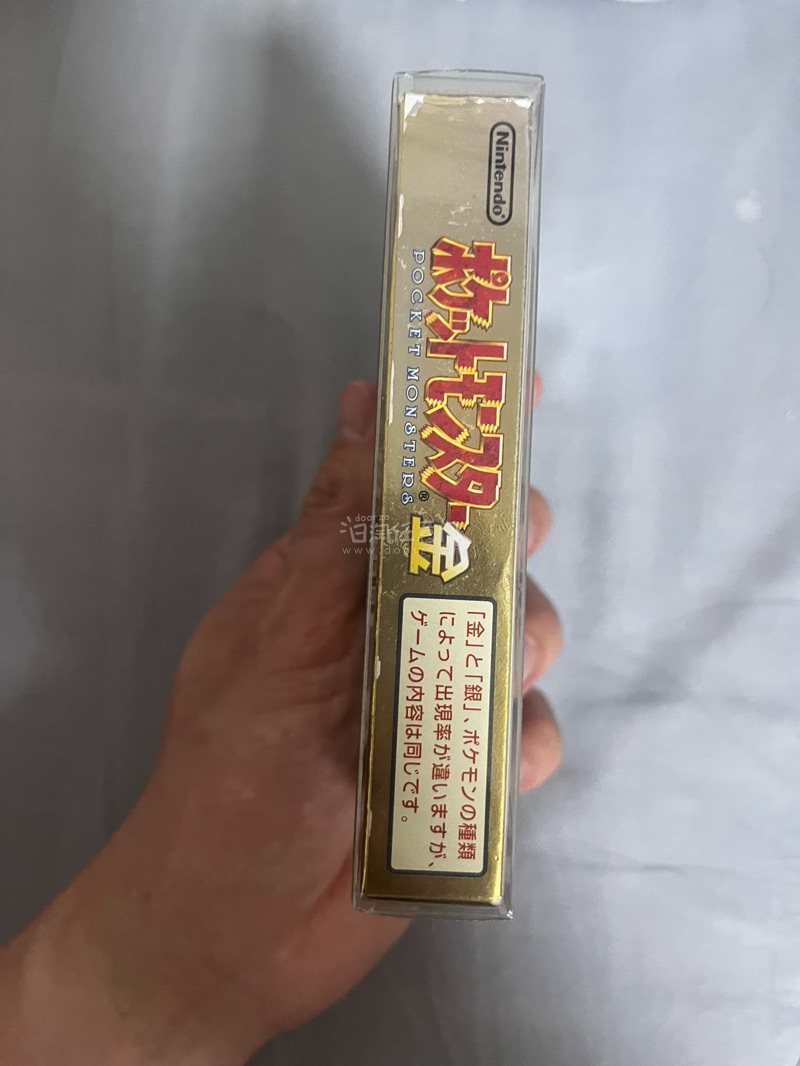 Nintendo®
ポケットモンスター金
POCKET MONSTERS®
「金」と「銀」、ポケモンの種類
によって出現率が違いますが、
ゲームの内容は同じです。